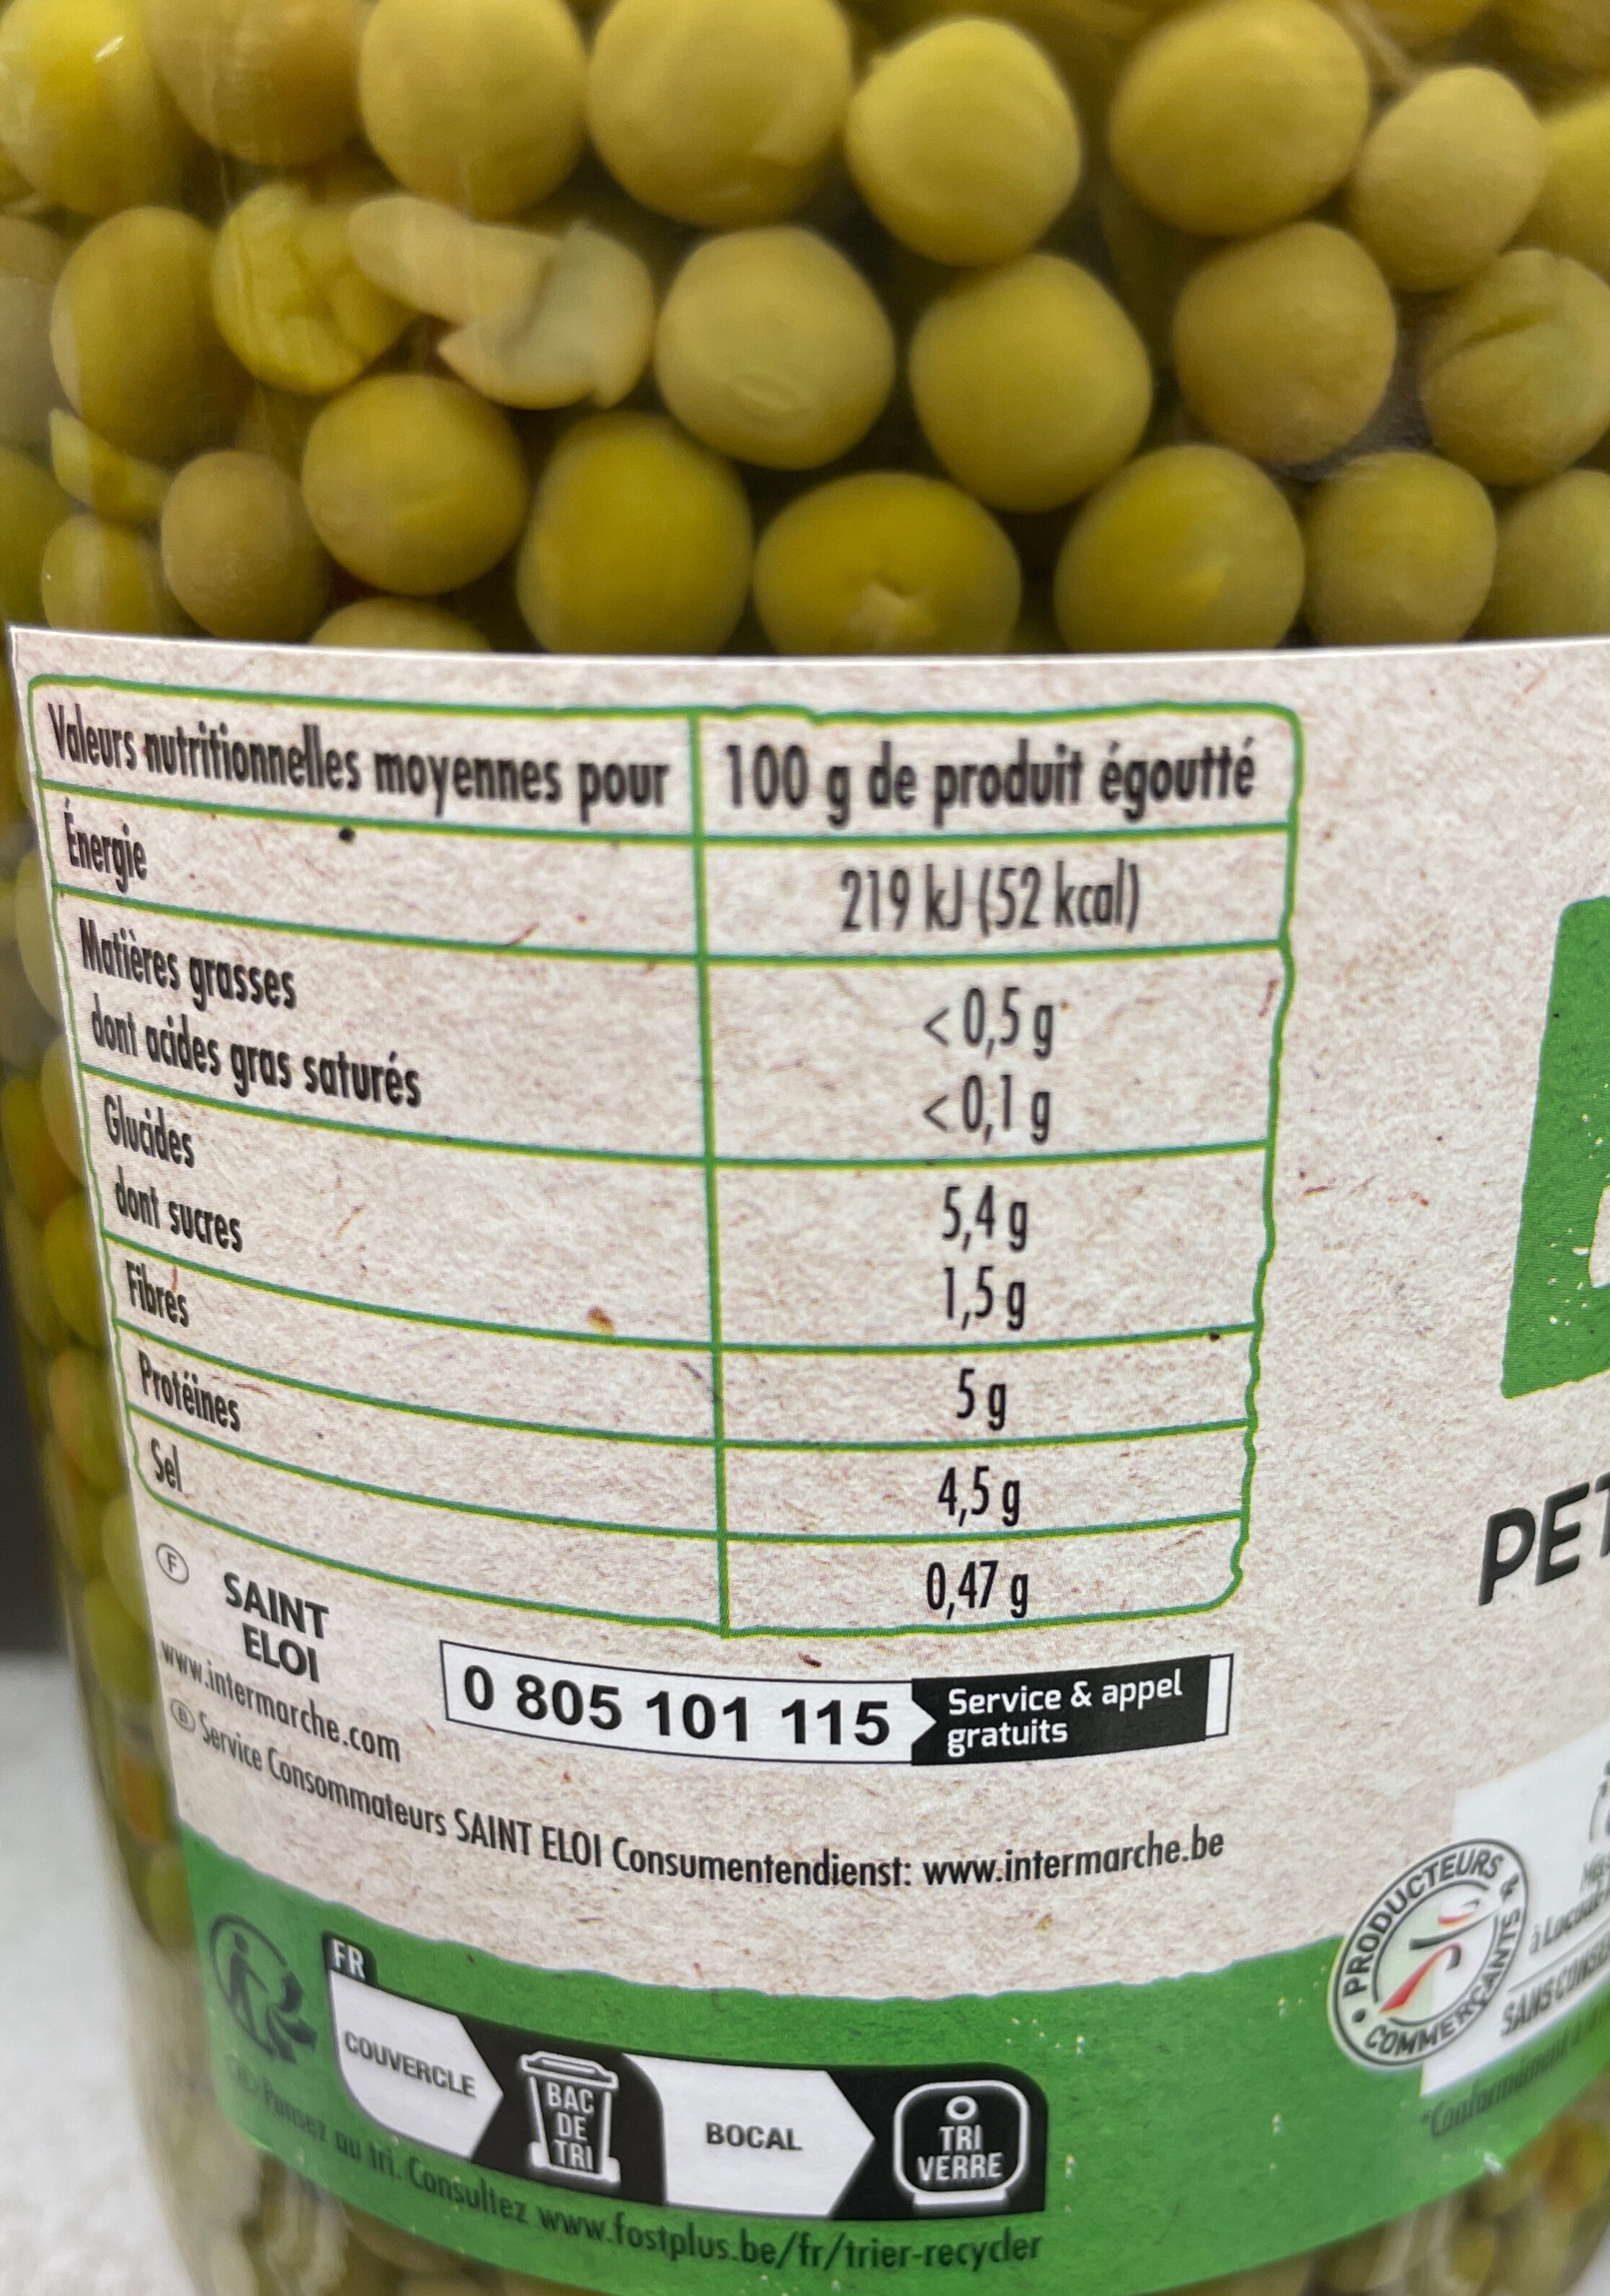 Valeurs nutritionnelles moyennes pour 100 g de produit égoutté
Énergie 219 kJ (52 kcal)
Matières grasses < 0,5 g
dont acides gras saturés < 0,1 g
Glucides 5,4 g
dont sucres 1,5 g
Fibres 5 g
Protéines 4,5 g
Sel 0,47 g
F SAINT
ELOI
www.intermarche.com
0 805 101 115 Service & appel
gratuits
B Service Consommateurs SAINT ELOI Consumentendienst: www.intermarche.be
PET
PRODUCTEURS & COMMERÇANTS
SANS
FR
COUVERCLE
BAC
DE
TRI
BOCAL
TRI
VERRE
Pensez au tri. Consultez www.fostplus.be/fr/trier-recycler